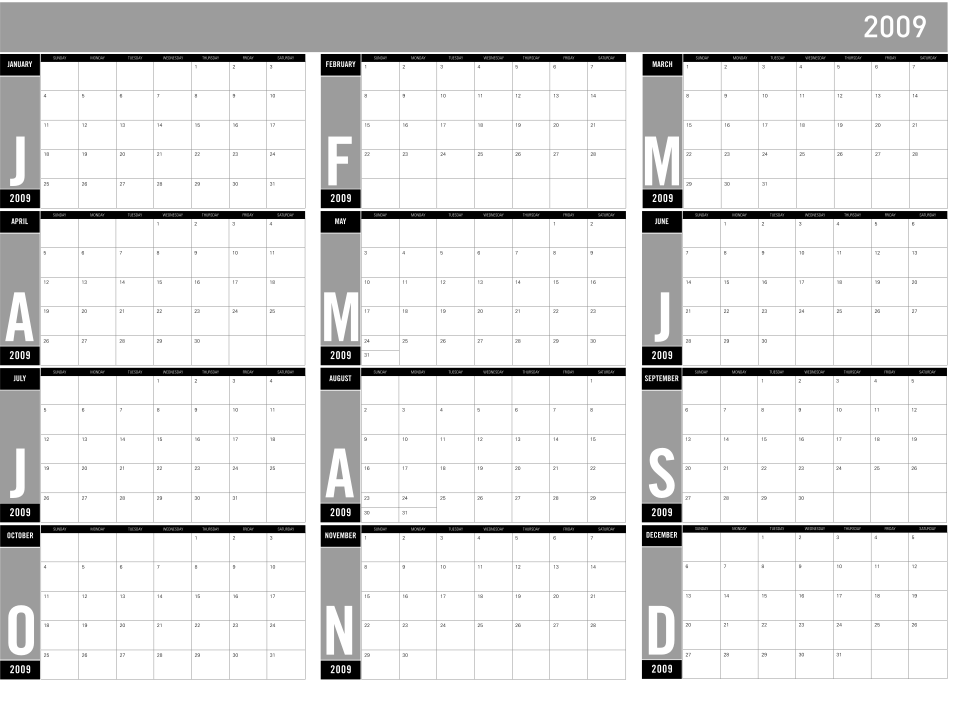 2009
JANUARY
SUNDAY MONDAY TUESDAY WEDNESDAY THURSDAY FRIDAY SATURDAY
1 2 3
4 5 6 7 8 9 10
11 12 13 14 15 16 17
18 19 20 21 22 23 24
25 26 27 28 29 30 31
J
2009
FEBRUARY
SUNDAY MONDAY TUESDAY WEDNESDAY THURSDAY FRIDAY SATURDAY
1 2 3 4 5 6 7
8 9 10 11 12 13 14
15 16 17 18 19 20 21
22 23 24 25 26 27 28
F
2009
MARCH
SUNDAY MONDAY TUESDAY WEDNESDAY THURSDAY FRIDAY SATURDAY
1 2 3 4 5 6 7
8 9 10 11 12 13 14
15 16 17 18 19 20 21
22 23 24 25 26 27 28
29 30 31
M
2009
APRIL
SUNDAY MONDAY TUESDAY WEDNESDAY THURSDAY FRIDAY SATURDAY
1 2 3 4
5 6 7 8 9 10 11
12 13 14 15 16 17 18
19 20 21 22 23 24 25
26 27 28 29 30
A
2009
MAY
SUNDAY MONDAY TUESDAY WEDNESDAY THURSDAY FRIDAY SATURDAY
1 2
3 4 5 6 7 8 9
10 11 12 13 14 15 16
17 18 19 20 21 22 23
24 25 26 27 28 29 30
31
M
2009
JUNE
SUNDAY MONDAY TUESDAY WEDNESDAY THURSDAY FRIDAY SATURDAY
1 2 3 4 5 6
7 8 9 10 11 12 13
14 15 16 17 18 19 20
21 22 23 24 25 26 27
28 29 30
J
2009
JULY
SUNDAY MONDAY TUESDAY WEDNESDAY THURSDAY FRIDAY SATURDAY
1 2 3 4
5 6 7 8 9 10 11
12 13 14 15 16 17 18
19 20 21 22 23 24 25
26 27 28 29 30 31
J
2009
AUGUST
SUNDAY MONDAY TUESDAY WEDNESDAY THURSDAY FRIDAY SATURDAY
1
2 3 4 5 6 7 8
9 10 11 12 13 14 15
16 17 18 19 20 21 22
23 24 25 26 27 28 29
30 31
A
2009
SEPTEMBER
SUNDAY MONDAY TUESDAY WEDNESDAY THURSDAY FRIDAY SATURDAY
1 2 3 4 5
6 7 8 9 10 11 12
13 14 15 16 17 18 19
20 21 22 23 24 25 26
27 28 29 30
S
2009
OCTOBER
SUNDAY MONDAY TUESDAY WEDNESDAY THURSDAY FRIDAY SATURDAY
1 2 3
4 5 6 7 8 9 10
11 12 13 14 15 16 17
18 19 20 21 22 23 24
25 26 27 28 29 30 31
O
2009
NOVEMBER
SUNDAY MONDAY TUESDAY WEDNESDAY THURSDAY FRIDAY SATURDAY
1 2 3 4 5 6 7
8 9 10 11 12 13 14
15 16 17 18 19 20 21
22 23 24 25 26 27 28
29 30
N
2009
DECEMBER
SUNDAY MONDAY TUESDAY WEDNESDAY THURSDAY FRIDAY SATURDAY
1 2 3 4 5
6 7 8 9 10 11 12
13 14 15 16 17 18 19
20 21 22 23 24 25 26
27 28 29 30 31
D
2009